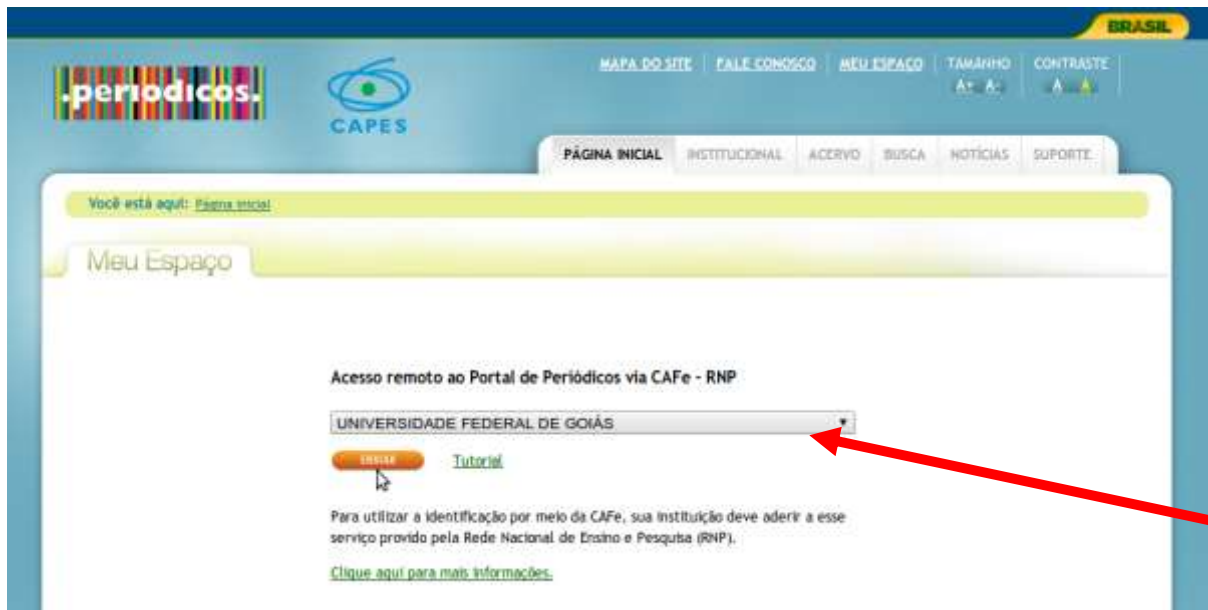 BRASIL
.periodicos.
CAPES
MAPA DO SITE FALE CONOSCO MEU ESPAÇO TAMANHO CONTRASTE
A+ A- A A
PÁGINA INICIAL INSTITUCIONAL ACERVO BUSCA NOTÍCIAS SUPORTE
Você está aqui: Página Inicial
Meu Espaço
Acesso remoto ao Portal de Periódicos via CAFe - RNP
UNIVERSIDADE FEDERAL DE GOIÁS
ENVIAR Tutorial
Para utilizar a identificação por meio da CAFe, sua instituição deve aderir a esse
serviço provido pela Rede Nacional de Ensino e Pesquisa (RNP).
Clique aqui para mais informações.